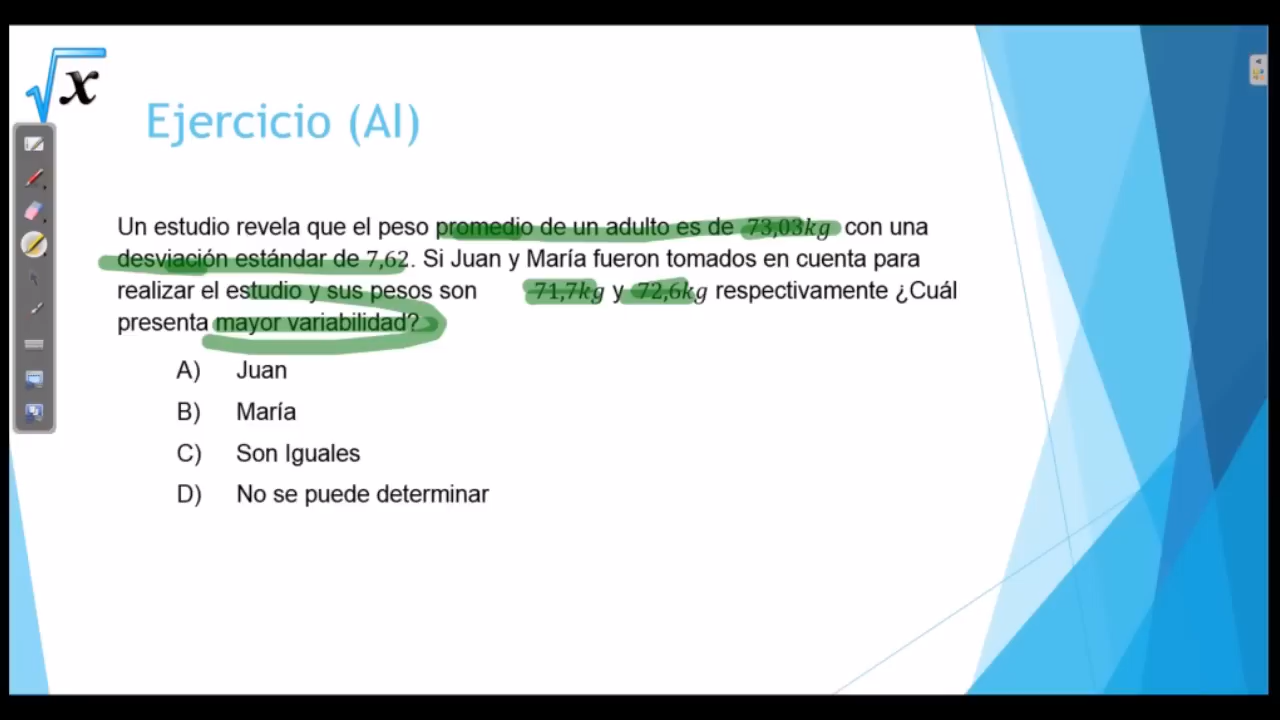 √x
Ejercicio (Al)
Un estudio revela que el peso promedio de un adulto es de 73,03kg con una
desviación estándar de 7,62. Si Juan y María fueron tomados en cuenta para
realizar el estudio y sus pesos son 71,7kg y 72,6kg respectivamente ¿Cuál
presenta mayor variabilidad?
A) Juan
B) María
C) Son Iguales
D) No se puede determinar